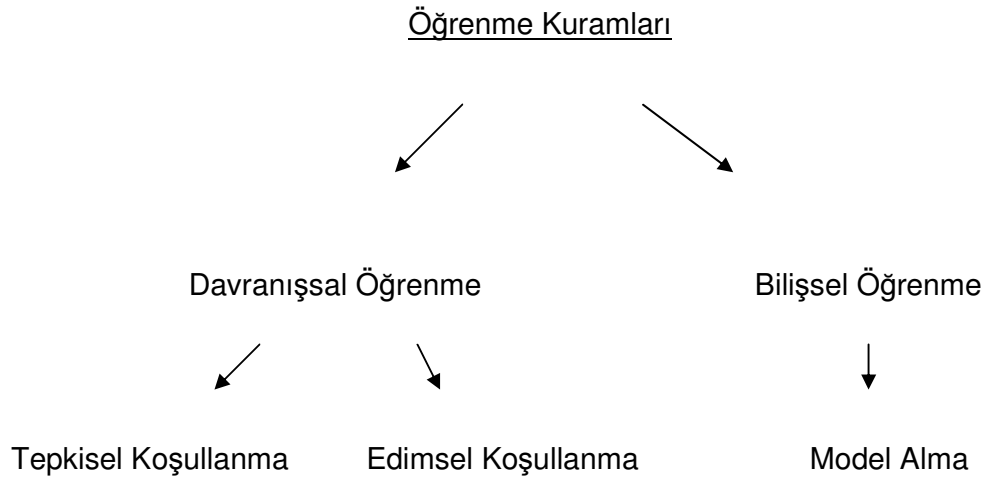 Öğrenme Kuramları
Davranışsal Öğrenme Bilişsel Öğrenme
Tepkisel Koşullanma Edimsel Koşullanma Model Alma